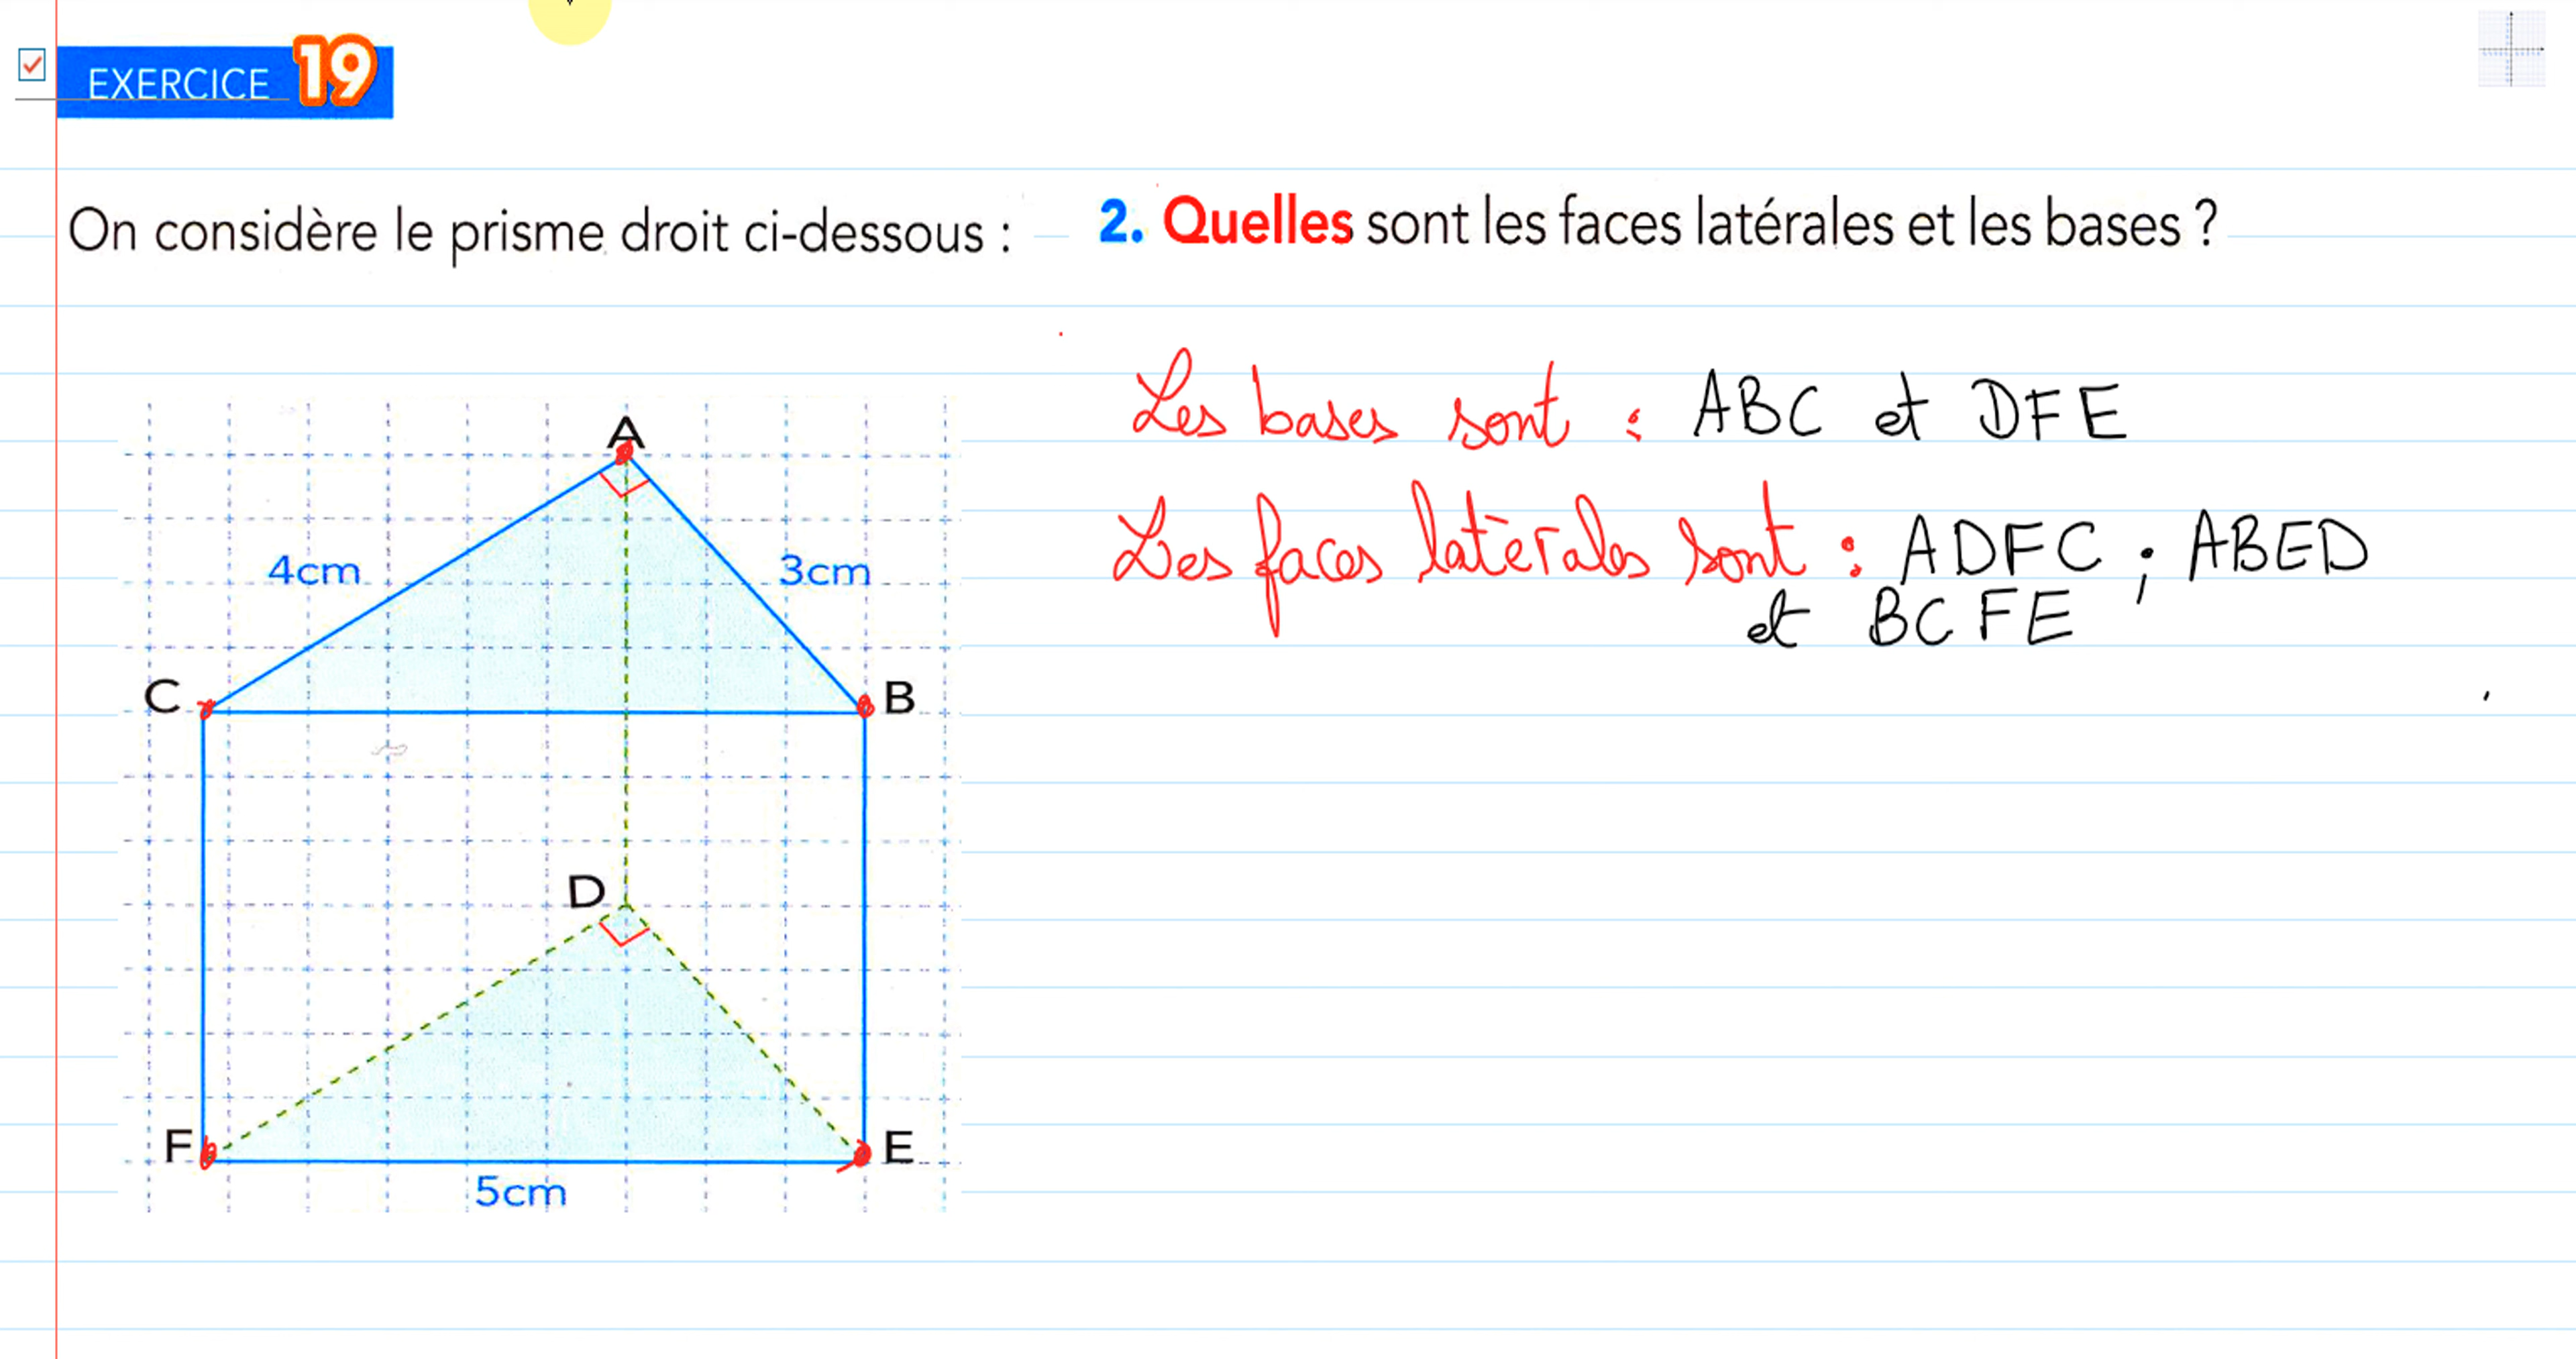 EXERCICE 19
On considère le prisme droit ci-dessous :
A
4cm
3cm
C
B
D
F
E
5cm
2. Quelles sont les faces latérales et les bases ?
Les bases sont : ABC et DFE
Les faces latérales sont : ADFC ; ABED
et BCFE